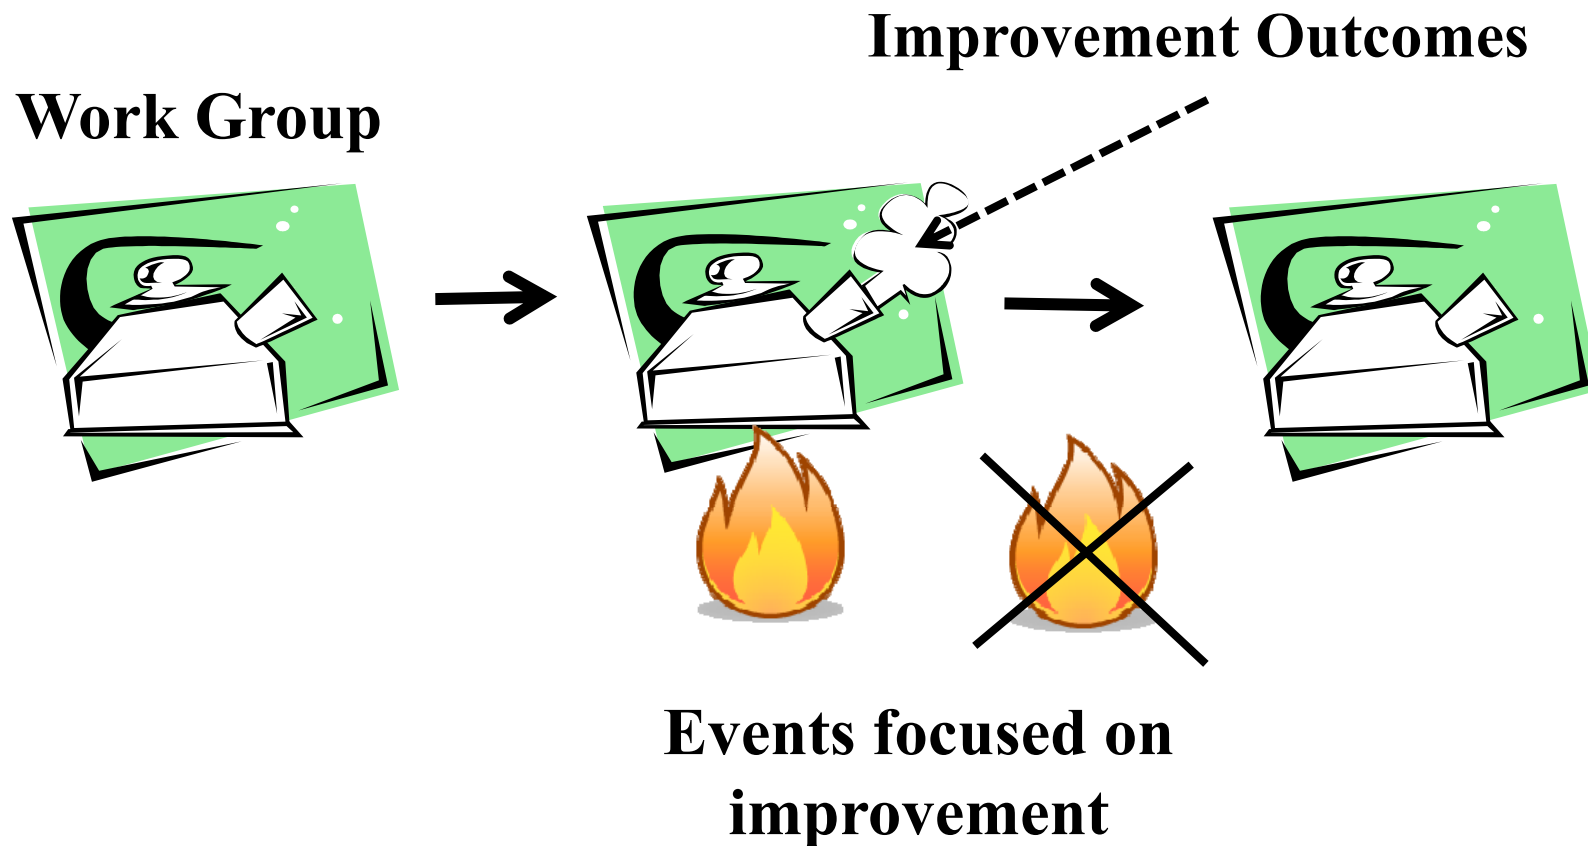 Improvement Outcomes
Work Group
Events focused on
improvement